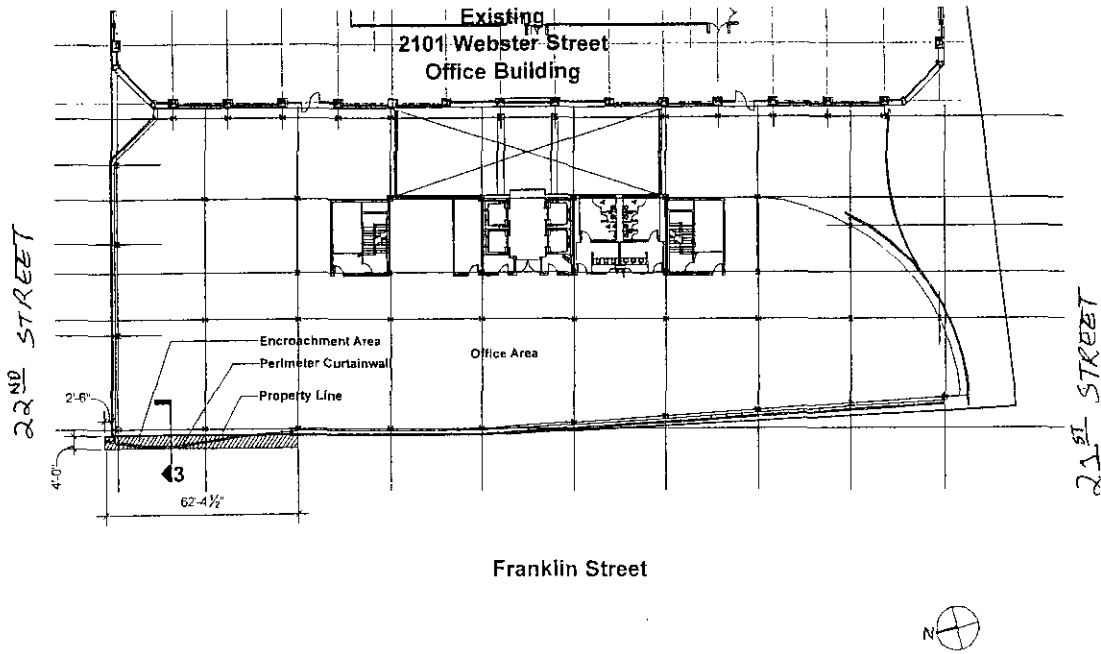 Existing
2101 Webster Street
Office Building
22ND STREET
Encroachment Area
Perimeter Curtainwall
Property Line
Office Area
2'-6"
4'-0"
3
62'-4½"
21ST STREET
Franklin Street
N